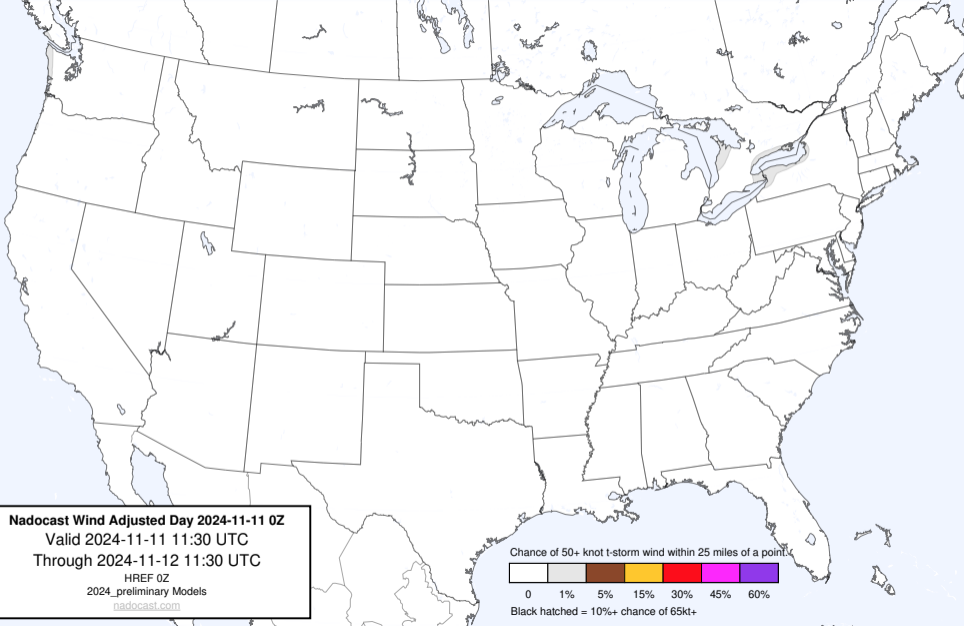 Nadocast Wind Adjusted Day 2024-11-11 0Z
Valid 2024-11-11 11:30 UTC
Through 2024-11-12 11:30 UTC
HREF 0Z
2024_preliminary Models
nadocast.com
Chance of 50+ knot t-storm wind within 25 miles of a point.
0 1% 5% 15% 30% 45% 60%
Black hatched = 10%+ chance of 65kt+